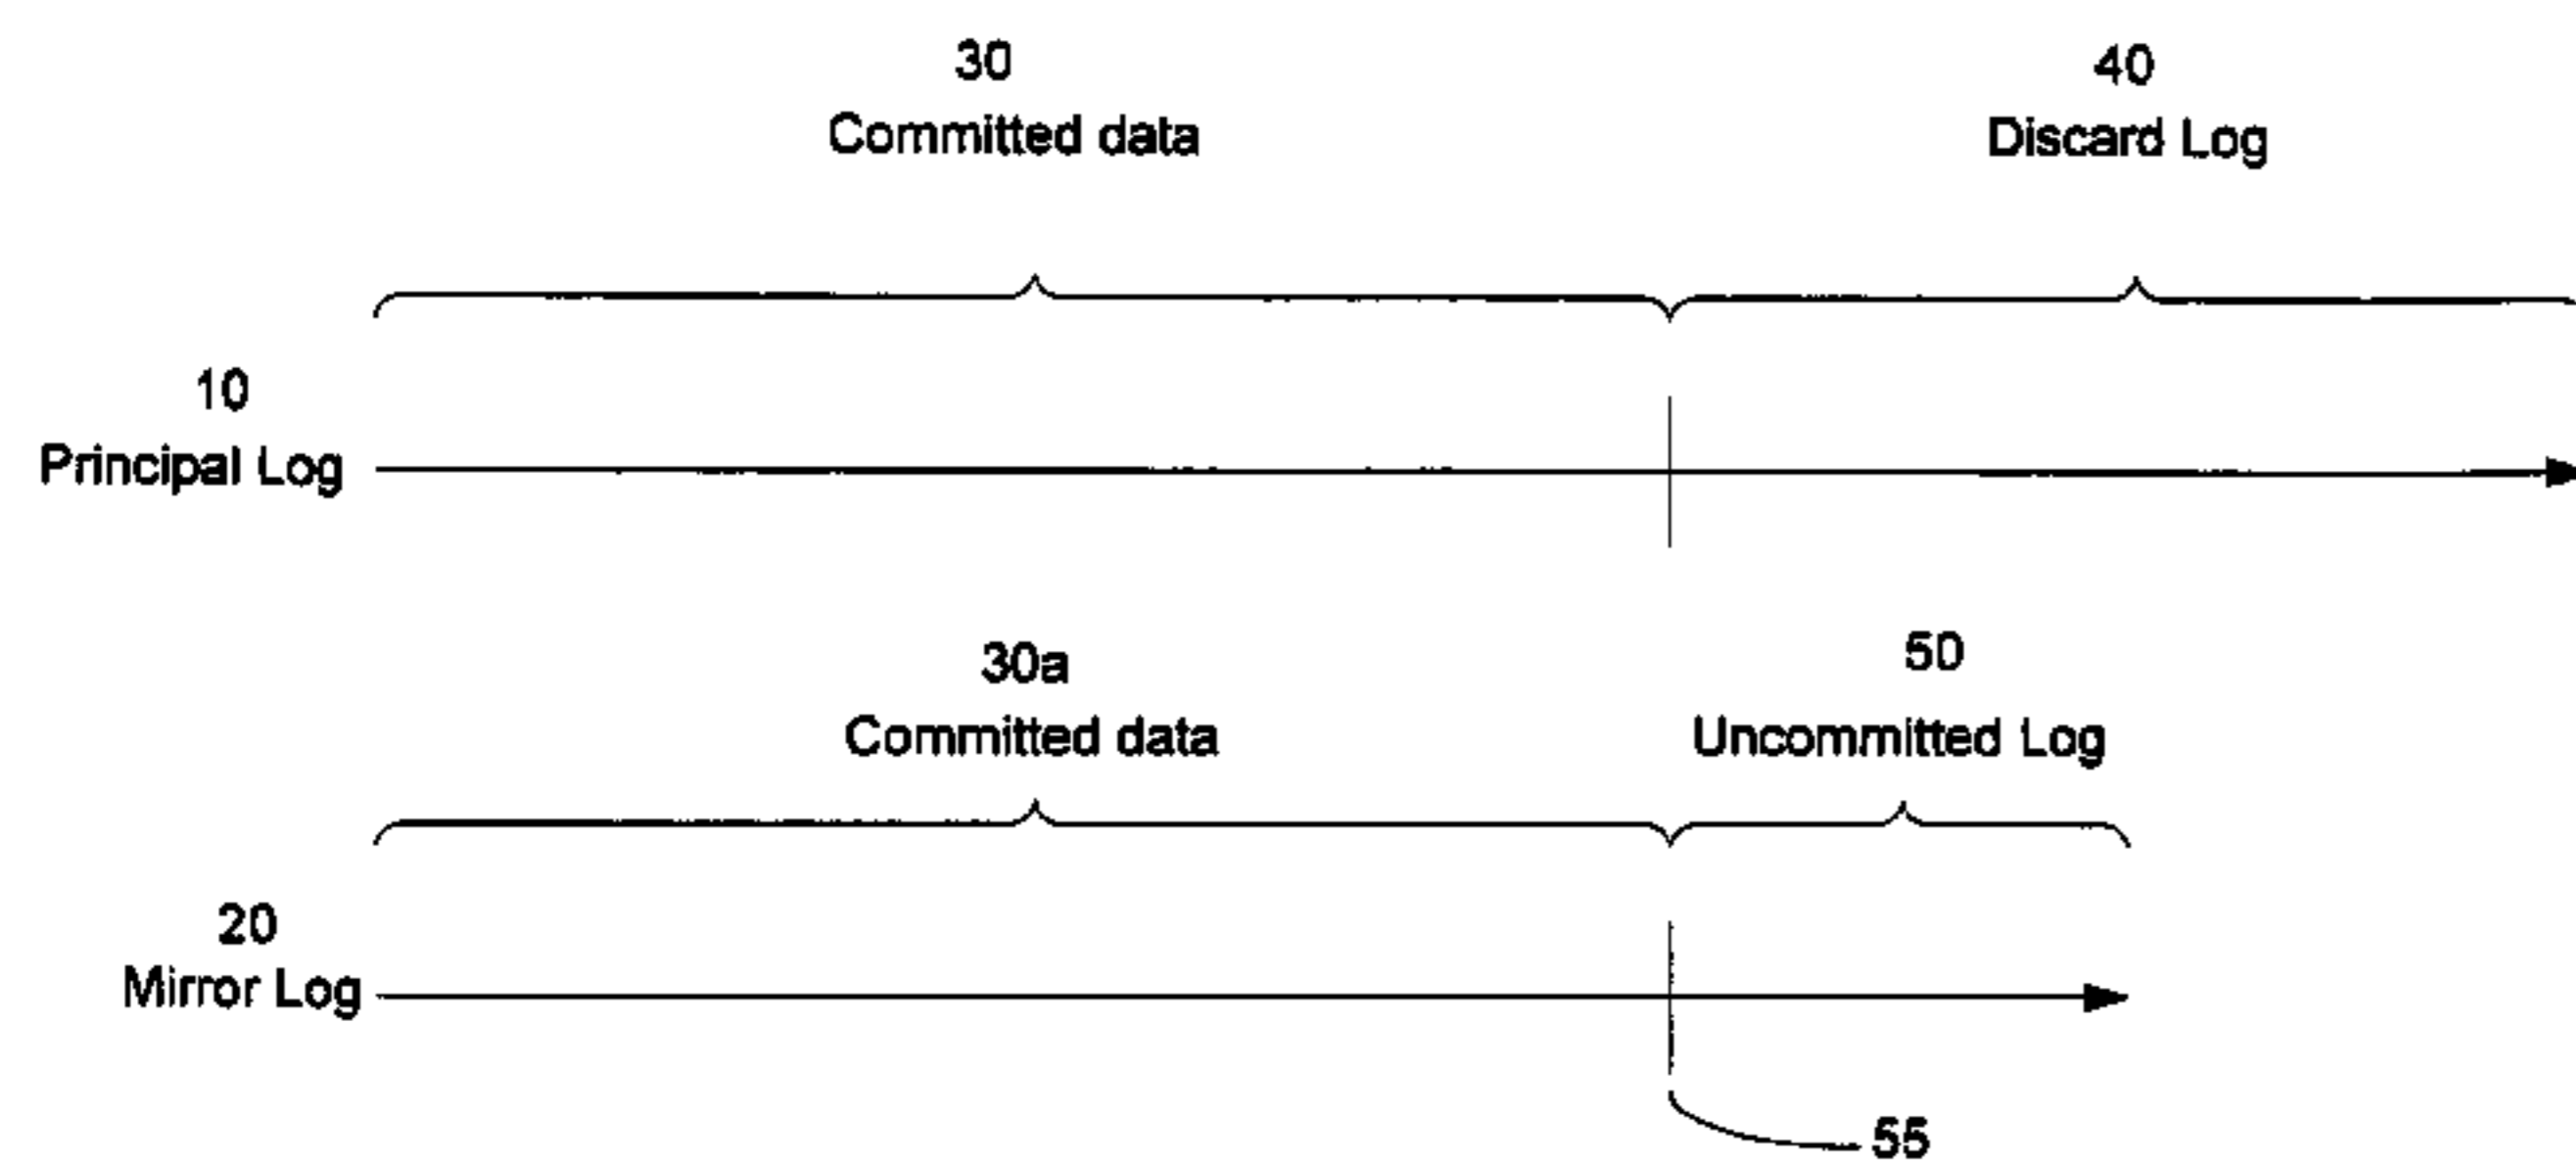 30
Committed data
40
Discard Log
10
Principal Log
30a
Committed data
50
Uncommitted Log
20
Mirror Log
55